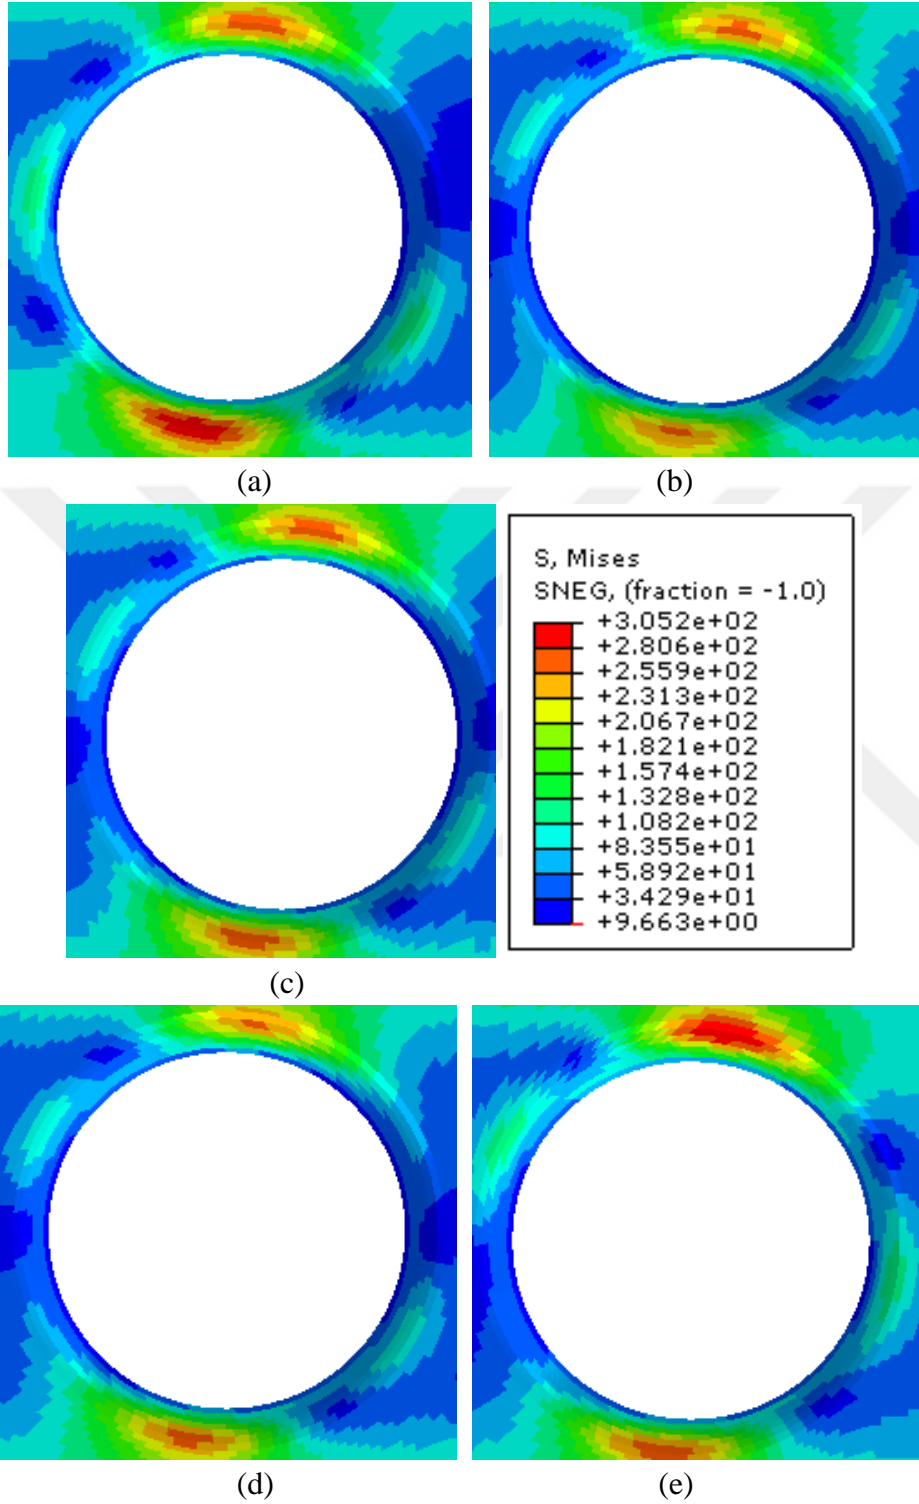 (a)
(b)
S, Mises
SNEG, (fraction = -1.0)
+3.052e+02
+2.806e+02
+2.559e+02
+2.313e+02
+2.067e+02
+1.821e+02
+1.574e+02
+1.328e+02
+1.082e+02
+8.355e+01
+5.892e+01
+3.429e+01
+9.663e+00
(c)
(d)
(e)